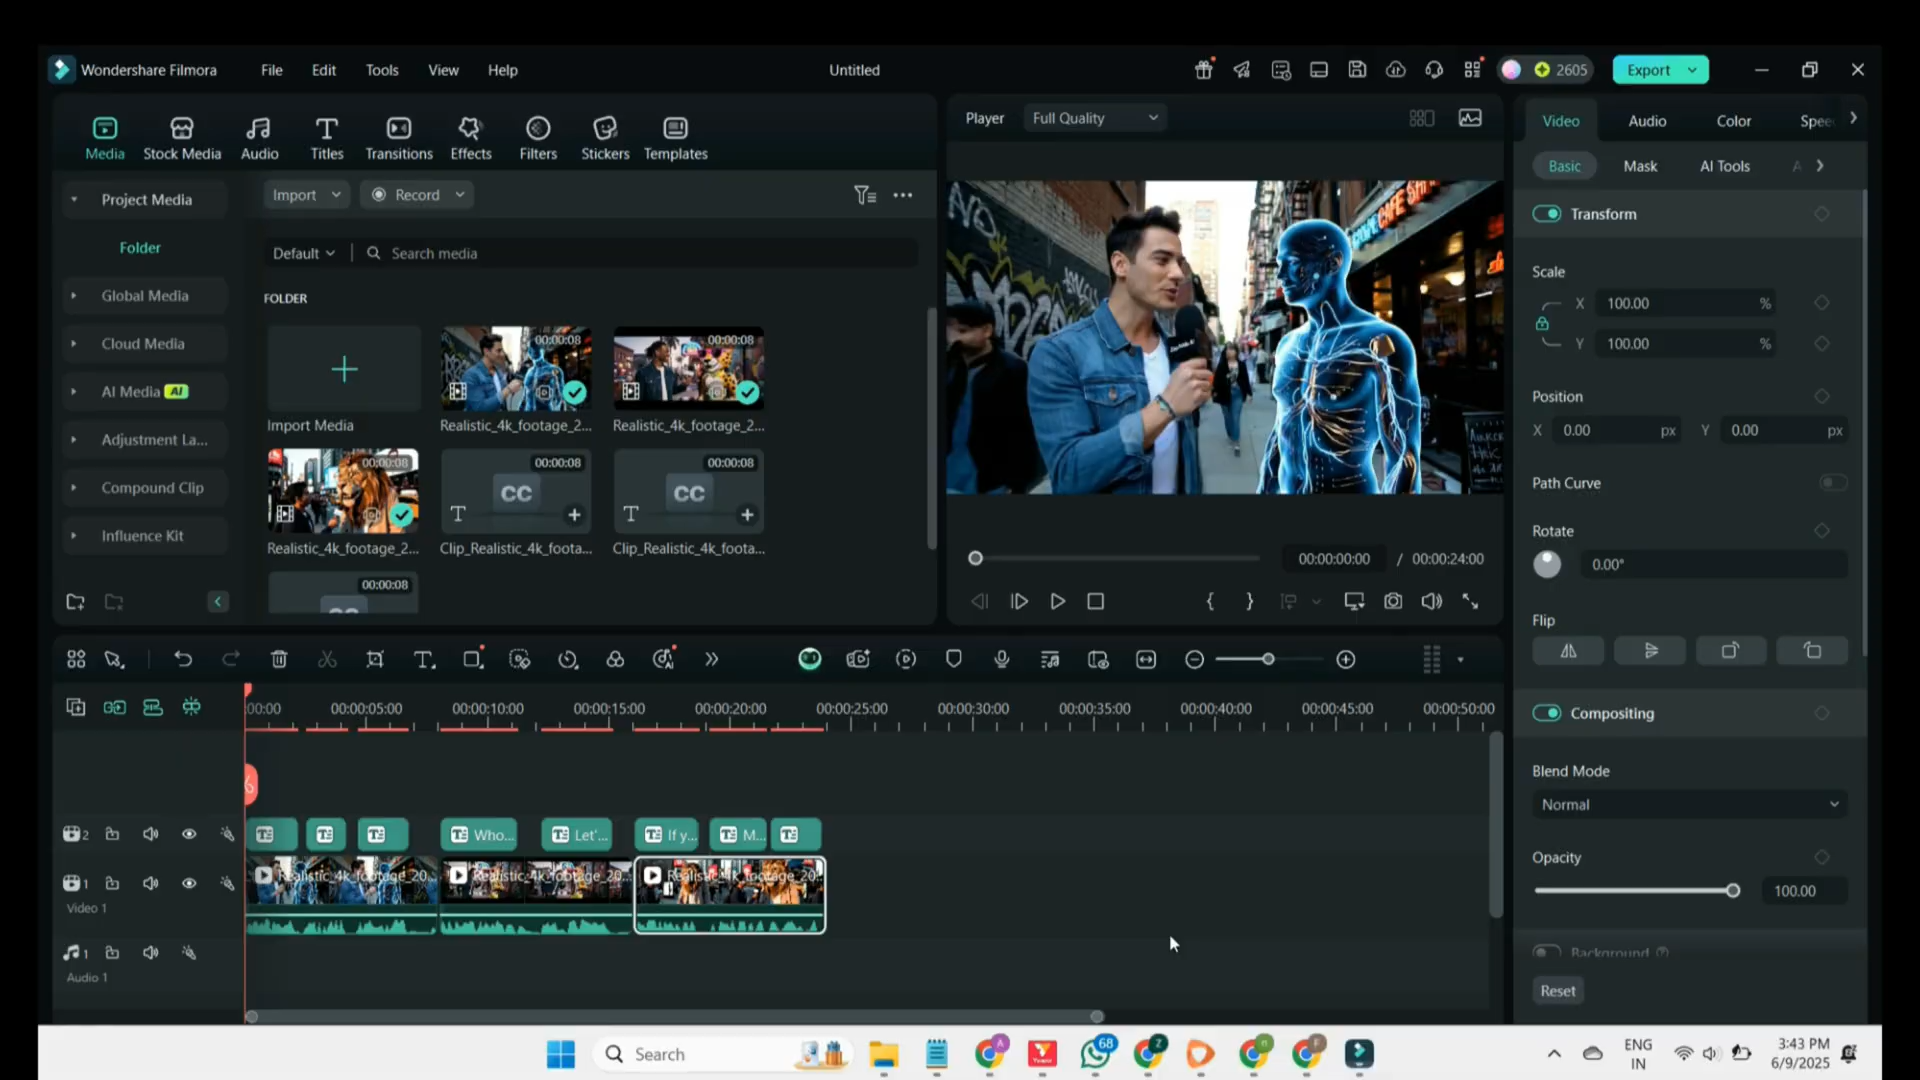 Wondershare Filmora File Edit Tools View Help Untitled 2605 Export
Media Stock Media Audio Titles Transitions Effects Filters Stickers Templates
Player Full Quality
Video Audio Color Spee
Basic Mask AI Tools A
Project Media
Folder
Global Media
Cloud Media
AI Media AI
Adjustment La...
Compound Clip
Influence Kit
Import Record
Default Search media
FOLDER
00:00:08 00:00:08
Import Media Realistic_4k_footage_2... Realistic_4k_footage_2...
00:00:08 00:00:08 00:00:08
CC CC
Realistic_4k_footage_2... Clip_Realistic_4k_foota... Clip_Realistic_4k_foota...
00:00:08
CAFE
00:00:00:00 / 00:00:24:00
Transform
Scale
X 100.00 %
Y 100.00 %
Position
X 0.00 px Y 0.00 px
Path Curve
Rotate
0.00°
Flip
Compositing
Blend Mode
Normal
Opacity
100.00
Background
Reset
:00:00 00:00:05:00 00:00:10:00 00:00:15:00 00:00:20:00 00:00:25:00 00:00:30:00 00:00:35:00 00:00:40:00 00:00:45:00 00:00:50:00
2 Who... Let'... If y... M...
1 Realistic_4k_footage_20... Realistic_4k_footage_20... Realistic_4k_footage_20...
Video 1
1
Audio 1
Search
68
ENG
IN
3:43 PM
6/9/2025